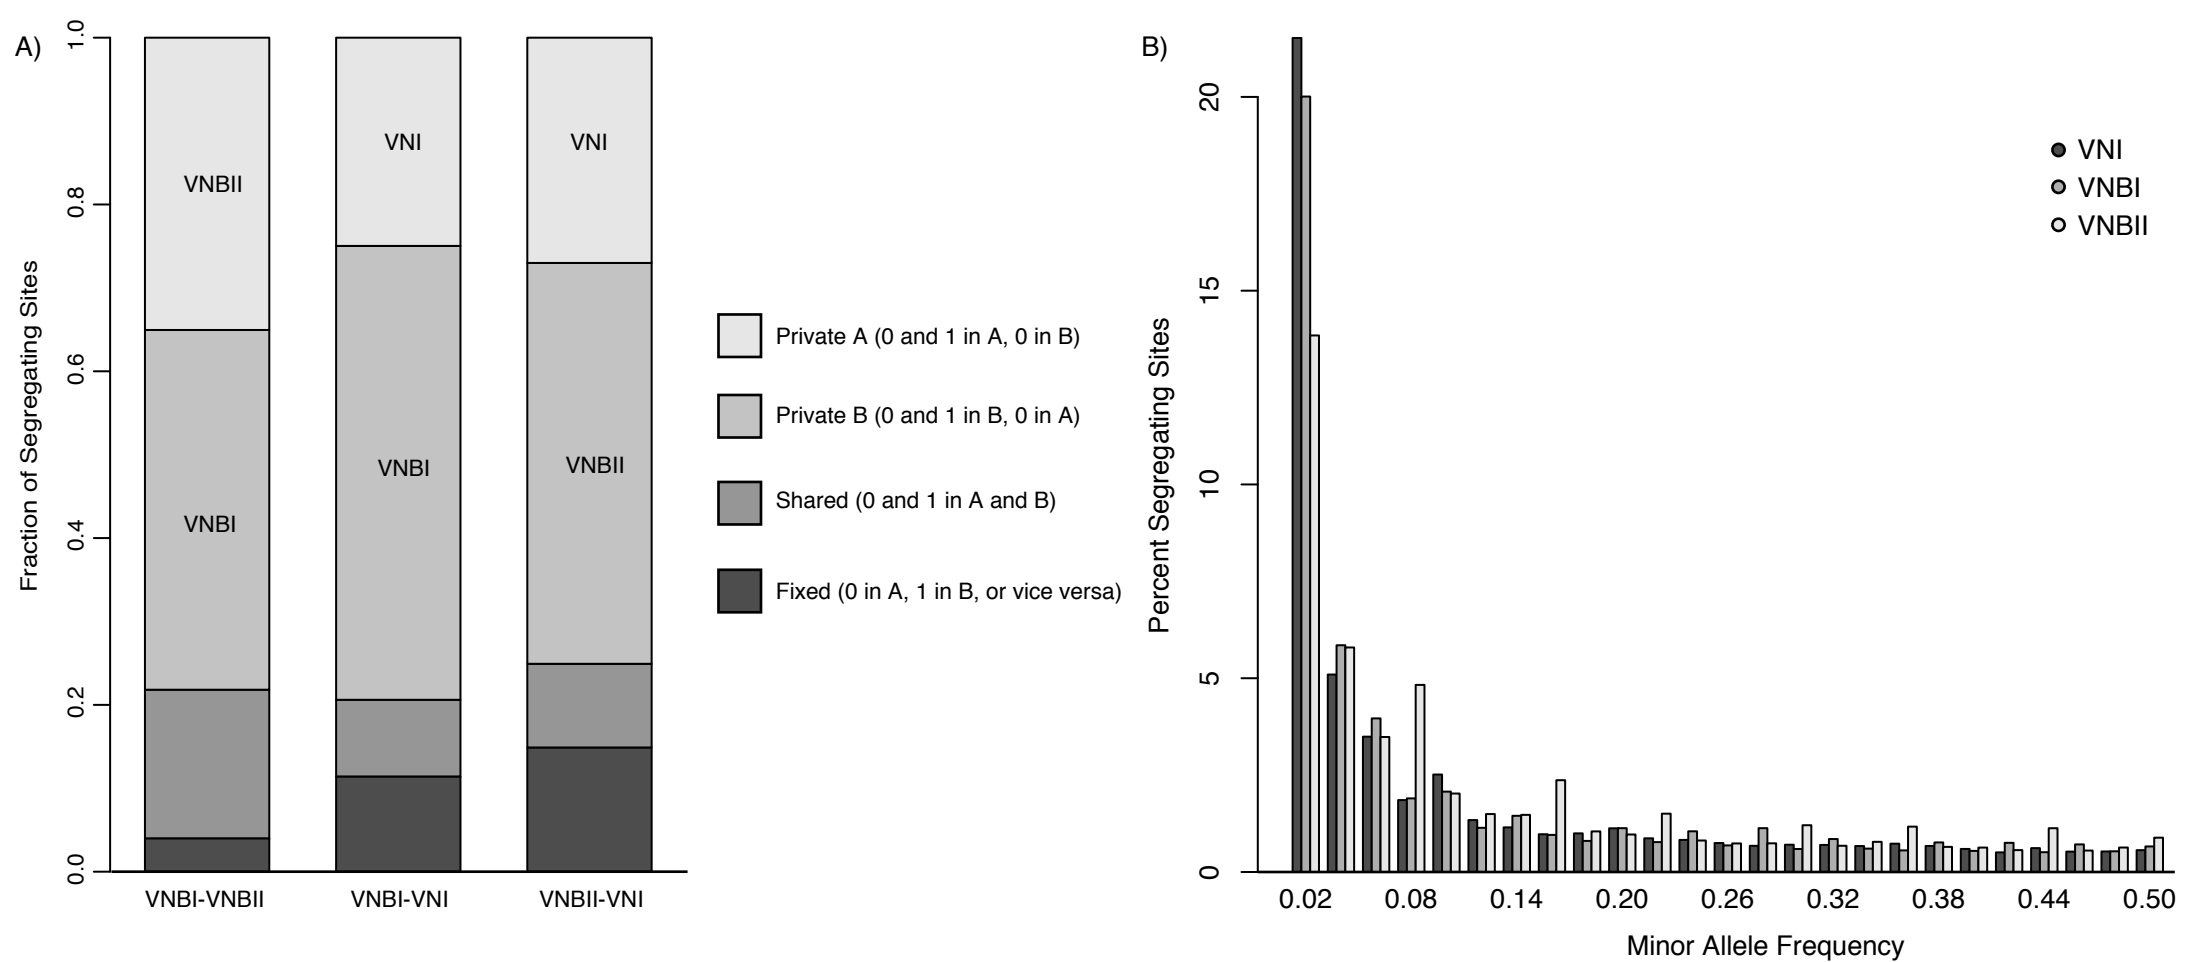 A)
Fraction of Segregating Sites
1.0
0.8
0.6
0.4
0.2
0.0
VNBII
VNBI
VNI
VNBI
VNI
VNBII
VNBI-VNBII
VNBI-VNI
VNBII-VNI
Private A (0 and 1 in A, 0 in B)
Private B (0 and 1 in B, 0 in A)
Shared (0 and 1 in A and B)
Fixed (0 in A, 1 in B, or vice versa)
B)
Percent Segregating Sites
20
15
10
5
0
VNI
VNBI
VNBII
0.02 0.08 0.14 0.20 0.26 0.32 0.38 0.44 0.50
Minor Allele Frequency